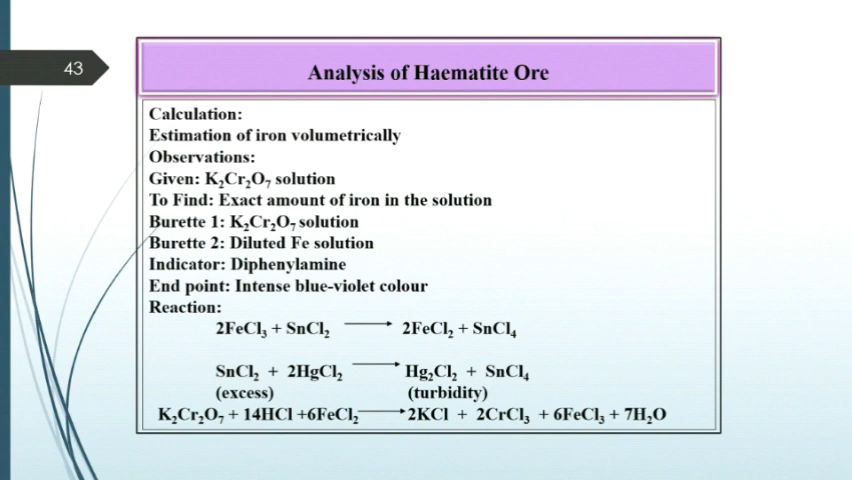 43
Analysis of Haematite Ore
Calculation:
Estimation of iron volumetrically
Observations:
Given: K₂Cr₂O₇ solution
To Find: Exact amount of iron in the solution
Burette 1: K₂Cr₂O₇ solution
Burette 2: Diluted Fe solution
Indicator: Diphenylamine
End point: Intense blue-violet colour
Reaction:
2FeCl₃ + SnCl₂ → 2FeCl₂ + SnCl₄
SnCl₂ + 2HgCl₂ → Hg₂Cl₂ + SnCl₄
(excess) (turbidity)
K₂Cr₂O₇ + 14HCl +6FeCl₂ → 2KCl + 2CrCl₃ + 6FeCl₃ + 7H₂O